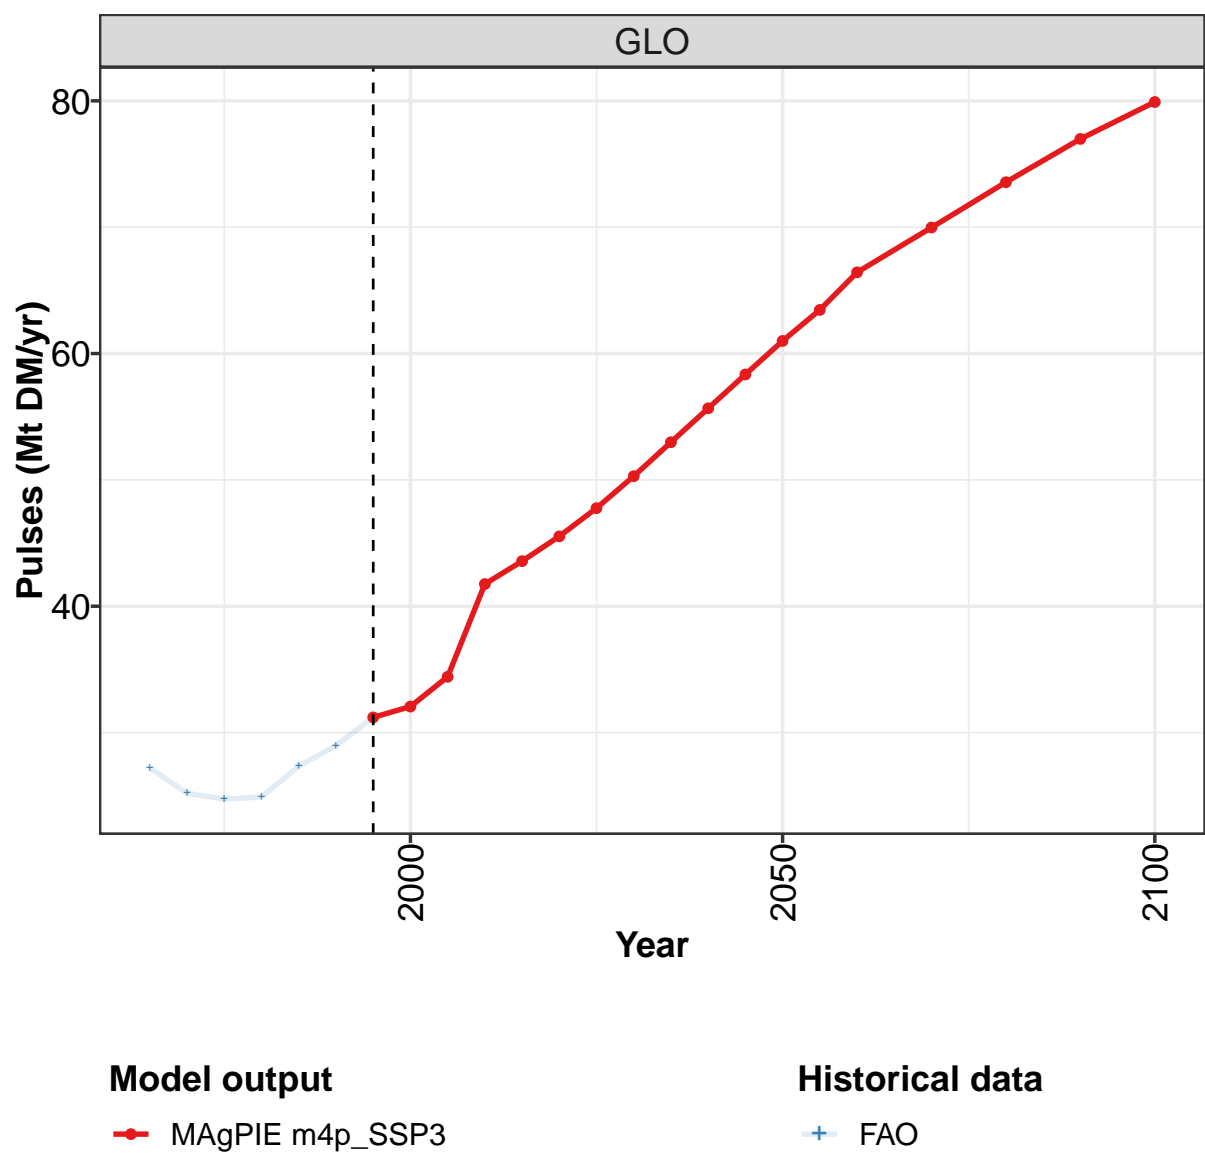 GLO
80
60
40
Pulses (Mt DM/yr)
2000
2050
2100
Year
Model output
MAgPIE m4p_SSP3
Historical data
FAO